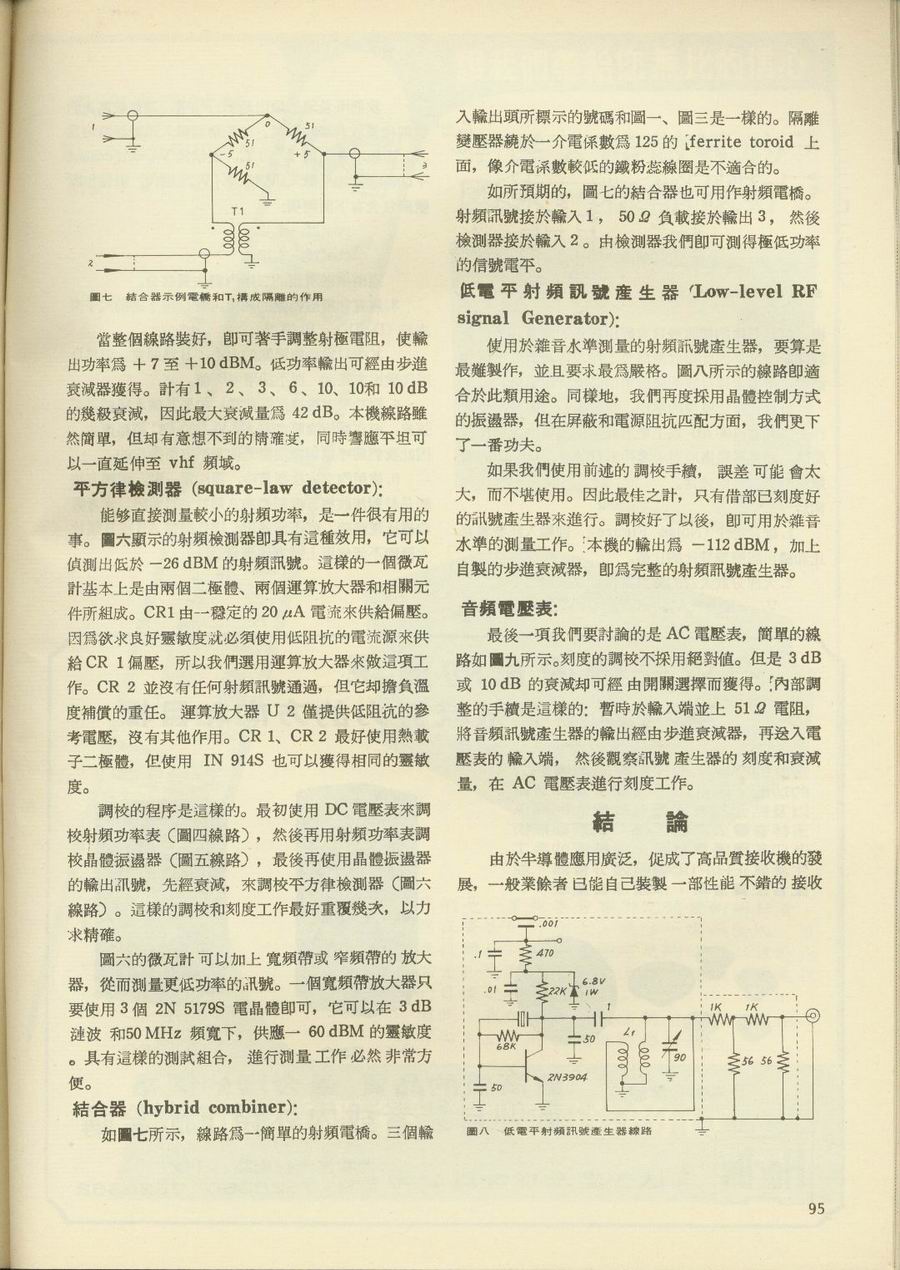 1
0
51
51
-5
+5
51
3
T1
2
圖七 結合器示例電橋和T1構成隔離的作用
當整個線路裝好，卽可著手調整射極電阻，使輸
出功率爲 ＋7 至 ＋10 dBM。低功率輸出可經由步進
衰減器獲得。計有 1 、 2 、 3 、 6 、10、10和 10 dB
的幾級衰減，因此最大衰減量爲 42 dB。本機線路雖
然簡單，但却有意想不到的精確度，同時響應平坦可
以一直延伸至 vhf 頻域。
平方律檢測器 (square-law detector)：
能够直接測量較小的射頻功率，是一件很有用的
事。圖六顯示的射頻檢測器卽具有這種效用，它可以
偵測出低於 －26 dBM 的射頻訊號。這樣的一個微瓦
計基本上是由兩個二極體、兩個運算放大器和相關元
件所組成。CR1 由一穩定的 20 μA 電流來供給偏壓。
因爲欲求良好靈敏度就必須使用低阻抗的電流源來供
給 CR 1 偏壓，所以我們選用運算放大器來做這項工
作。CR 2 並沒有任何射頻訊號通過，但它却擔負溫
度補償的重任。 運算放大器 U 2 僅提供低阻抗的參
考電壓，沒有其他作用。CR 1、CR 2 最好使用熱載
子二極體，但使用 IN 914S 也可以獲得相同的靈敏
度。
調校的程序是這樣的。最初使用 DC 電壓表來調
校射頻功率表（圖四線路），然後再用射頻功率表調
校晶體振盪器（圖五線路），最後再使用晶體振盪器
的輸出訊號，先經衰減，來調校平方律檢測器（圖六
線路）。這樣的調校和刻度工作最好重覆幾次，以力
求精確。
圖六的微瓦計 可以加上 寬頻帶或 窄頻帶的 放大
器，從而測量更低功率的訊號。一個寬頻帶放大器只
要使用 3 個 2N 5179S 電晶體卽可，它可以在 3 dB
漣波 和50 MHz 頻寬下，供應一 60 dBM 的靈敏度
。具有這樣的測試組合， 進行測量 工作 必然 非常方
便。
結合器 (hybrid combiner)：
如圖七所示，線路爲一簡單的射頻電橋。三個輸
入輸出頭所標示的號碼和圖一、圖三是一樣的。隔離
變壓器繞於一介電係數爲 125 的 ferrite toroid 上
面，像介電係數較低的鐵粉蕊線圈是不適合的。
如所預期的，圖七的結合器也可用作射頻電橋。
射頻訊號接於輸入 1 ， 50 Ω 負載接於輸出 3 ， 然後
檢測器接於輸入 2 。由檢測器我們卽可測得極低功率
的信號電平。
低電平射頻訊號產生器 (Low-level RF
signal Generator)：
使用於雜音水準測量的射頻訊號產生器，要算是
最難製作，並且要求最爲嚴格。圖八所示的線路卽適
合於此類用途。同樣地，我們再度採用晶體控制方式
的振盪器，但在屏蔽和電源阻抗匹配方面，我們更下
了一番功夫。
如果我們使用前述的 調校手續， 誤差 可能 會太
大，而不堪使用。因此最佳之計，只有借部已刻度好
的訊號產生器來進行。調校好了以後，卽可用於雜音
水準的測量工作。本機的輸出爲 －112 dBM，加上
自製的步進衰減器，卽爲完整的射頻訊號產生器。
音頻電壓表：
最後一項我們要討論的是 AC 電壓表，簡單的線
路如圖九所示。刻度的調校不採用絕對值。但是 3 dB
或 10 dB 的衰減却可經 由開關選擇而獲得。內部調
整的手續是這樣的： 暫時於輸入端並上 51 Ω 電阻，
將音頻訊號產生器的輸出經由步進衰減器，再送入電
壓表的 輸入端， 然後觀察訊號 產生器的 刻度和衰減
量，在 AC 電壓表進行刻度工作。
結 論
由於半導體應用廣泛，促成了高品質接收機的發
展，一般業餘者 已能自己裝製 一部性能 不錯的 接收
.001
.1
470
.01
22K
6.8V
1W
1
1K
1K
68K
50
L1
90
56
56
50
2N3904
圖八 低電平射頻訊號產生器線路
95